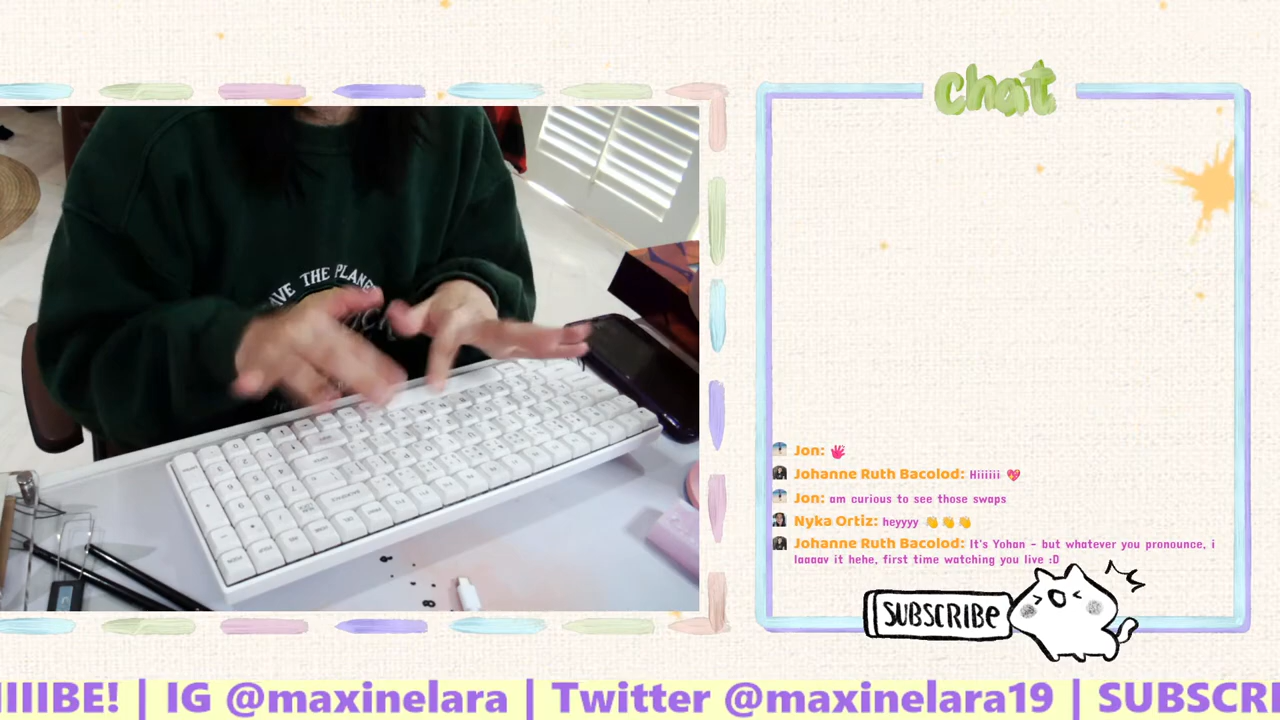 chat
AVE THE PLANE
Jon: 👋
Johanne Ruth Bacolod: Hiiiiii 💖
Jon: am curious to see those swaps
Nyka Ortiz: heyyyy 👏👏👏
Johanne Ruth Bacolod: It's Yohan - but whatever you pronounce, i
laaaav it hehe, first time watching you live :D
SUBSCRIBE
IIIIBE! | IG @maxinelara | Twitter @maxinelara19 | SUBSCRI